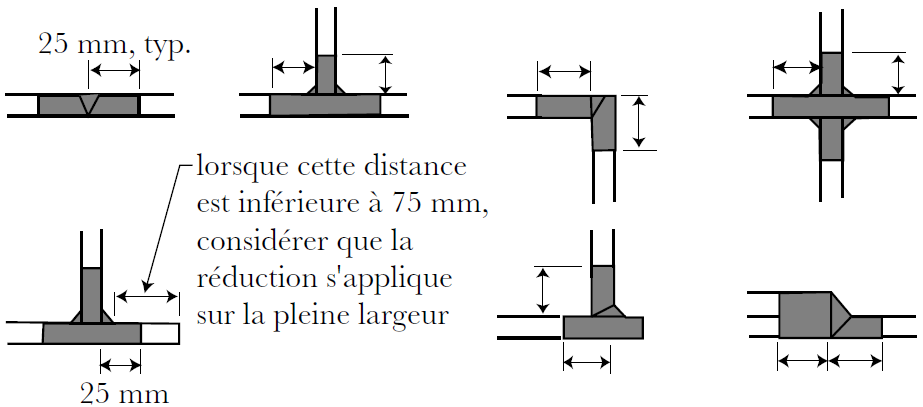 25 mm, typ.
lorsque cette distance
est inférieure à 75 mm,
considérer que la
réduction s'applique
sur la pleine largeur
25 mm